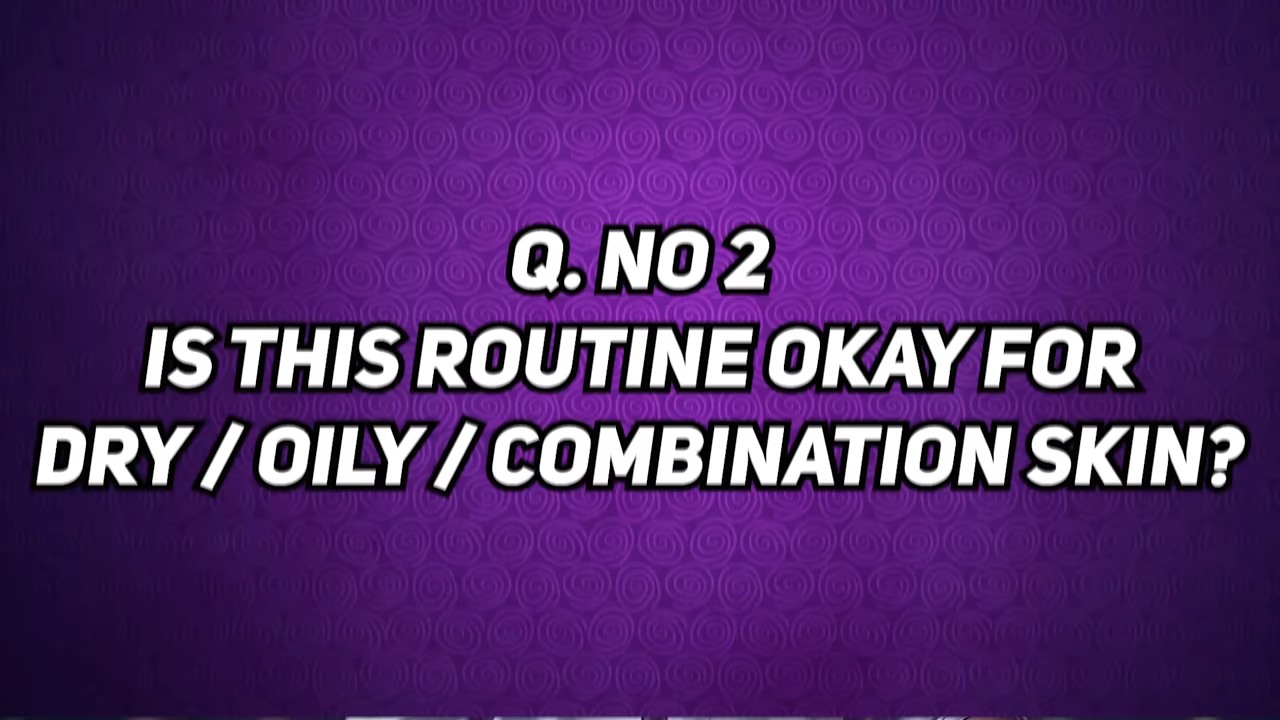 Q. NO 2
IS THIS ROUTINE OKAY FOR
DRY / OILY / COMBINATION SKIN?